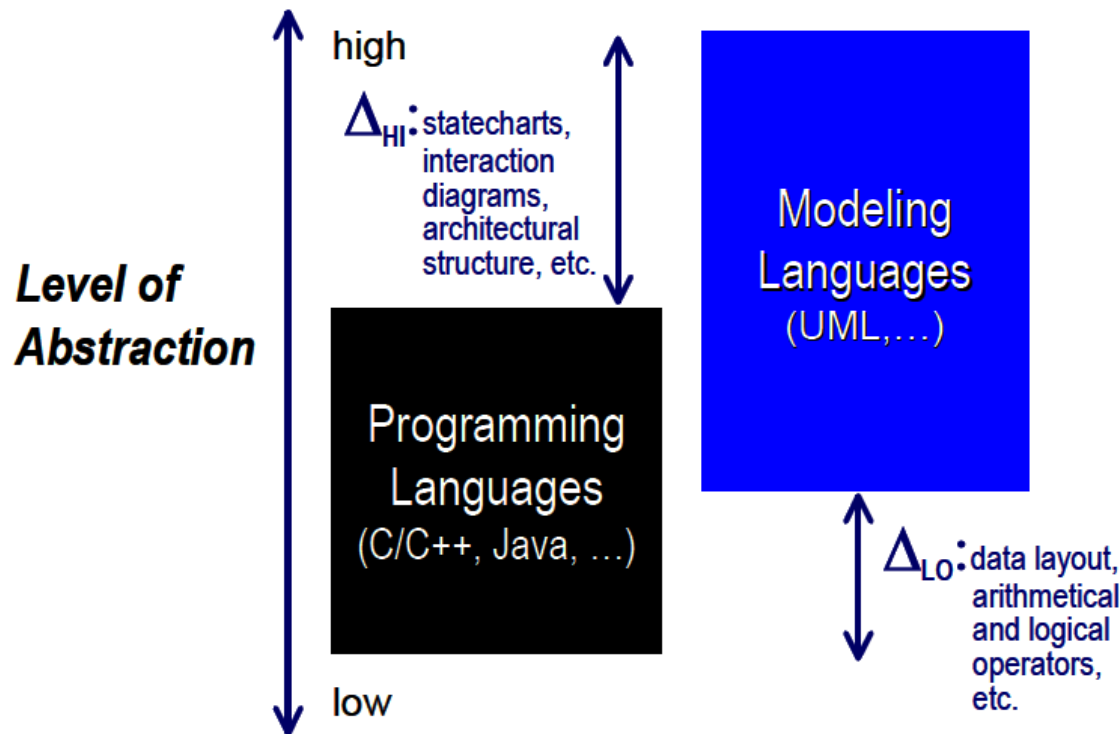 high
ΔHI: statecharts,
interaction
diagrams,
architectural
structure, etc.
Level of
Abstraction
Modeling
Languages
(UML,…)
Programming
Languages
(C/C++, Java, …)
ΔLO: data layout,
arithmetical
and logical
operators,
etc.
low